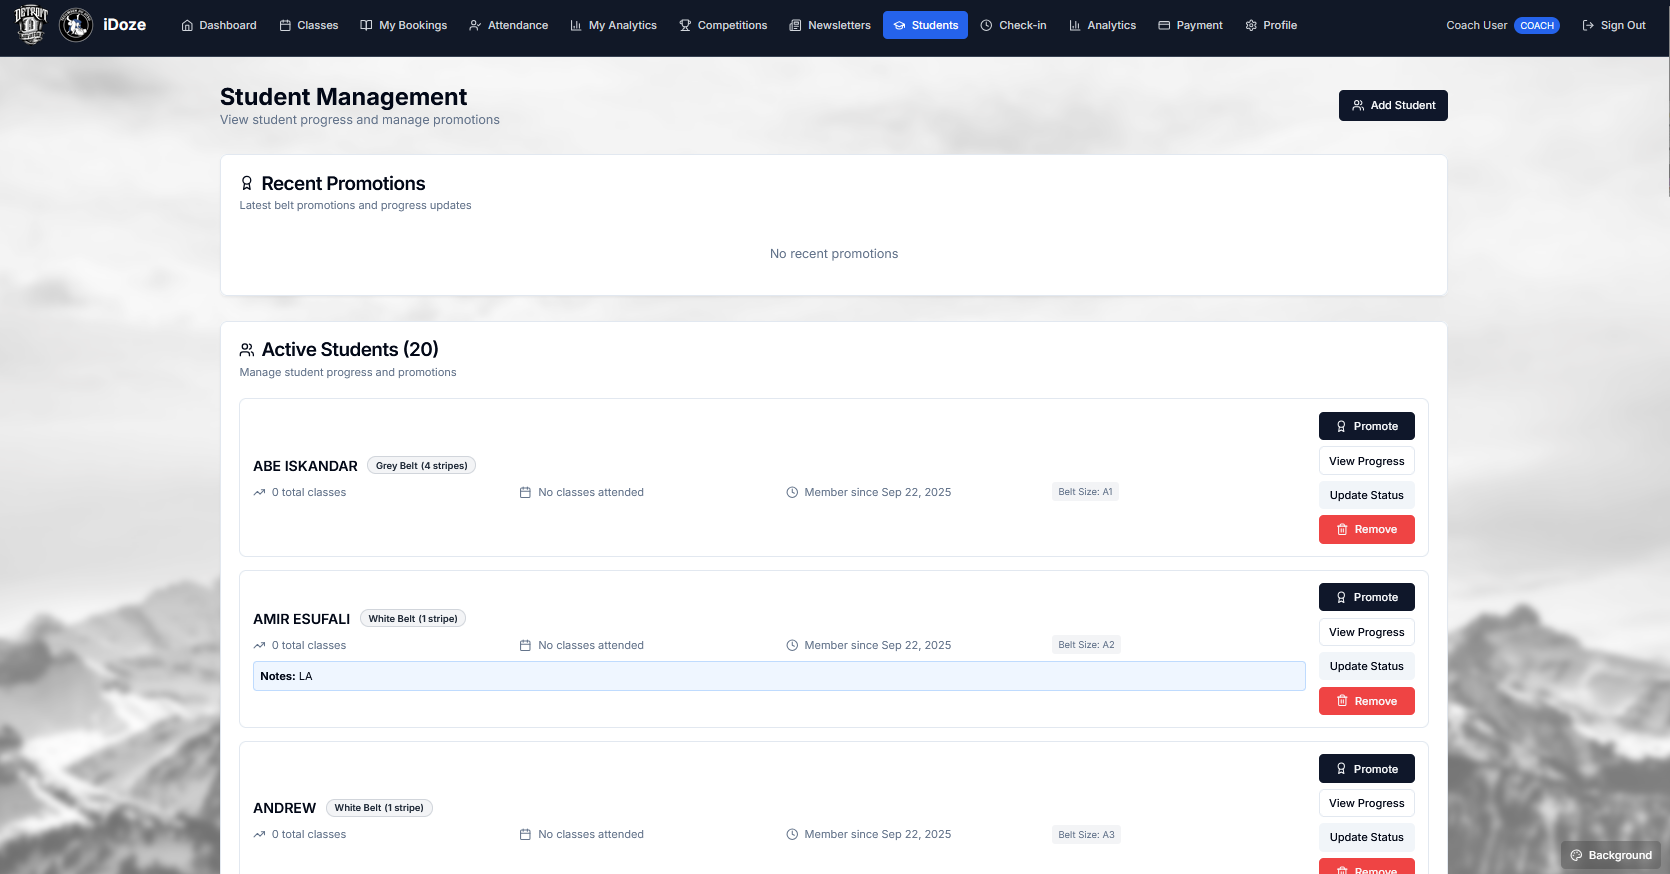 DETROIT
iDoze
Dashboard
Classes
My Bookings
Attendance
My Analytics
Competitions
Newsletters
Students
Check-in
Analytics
Payment
Profile
Coach User
COACH
Sign Out
Student Management
View student progress and manage promotions
Add Student
Recent Promotions
Latest belt promotions and progress updates
No recent promotions
Active Students (20)
Manage student progress and promotions
ABE ISKANDAR
Grey Belt (4 stripes)
0 total classes
No classes attended
Member since Sep 22, 2025
Belt Size: A1
Promote
View Progress
Update Status
Remove
AMIR ESUFALI
White Belt (1 stripe)
0 total classes
No classes attended
Member since Sep 22, 2025
Belt Size: A2
Notes: LA
Promote
View Progress
Update Status
Remove
ANDREW
White Belt (1 stripe)
0 total classes
No classes attended
Member since Sep 22, 2025
Belt Size: A3
Promote
View Progress
Update Status
Remove
Background